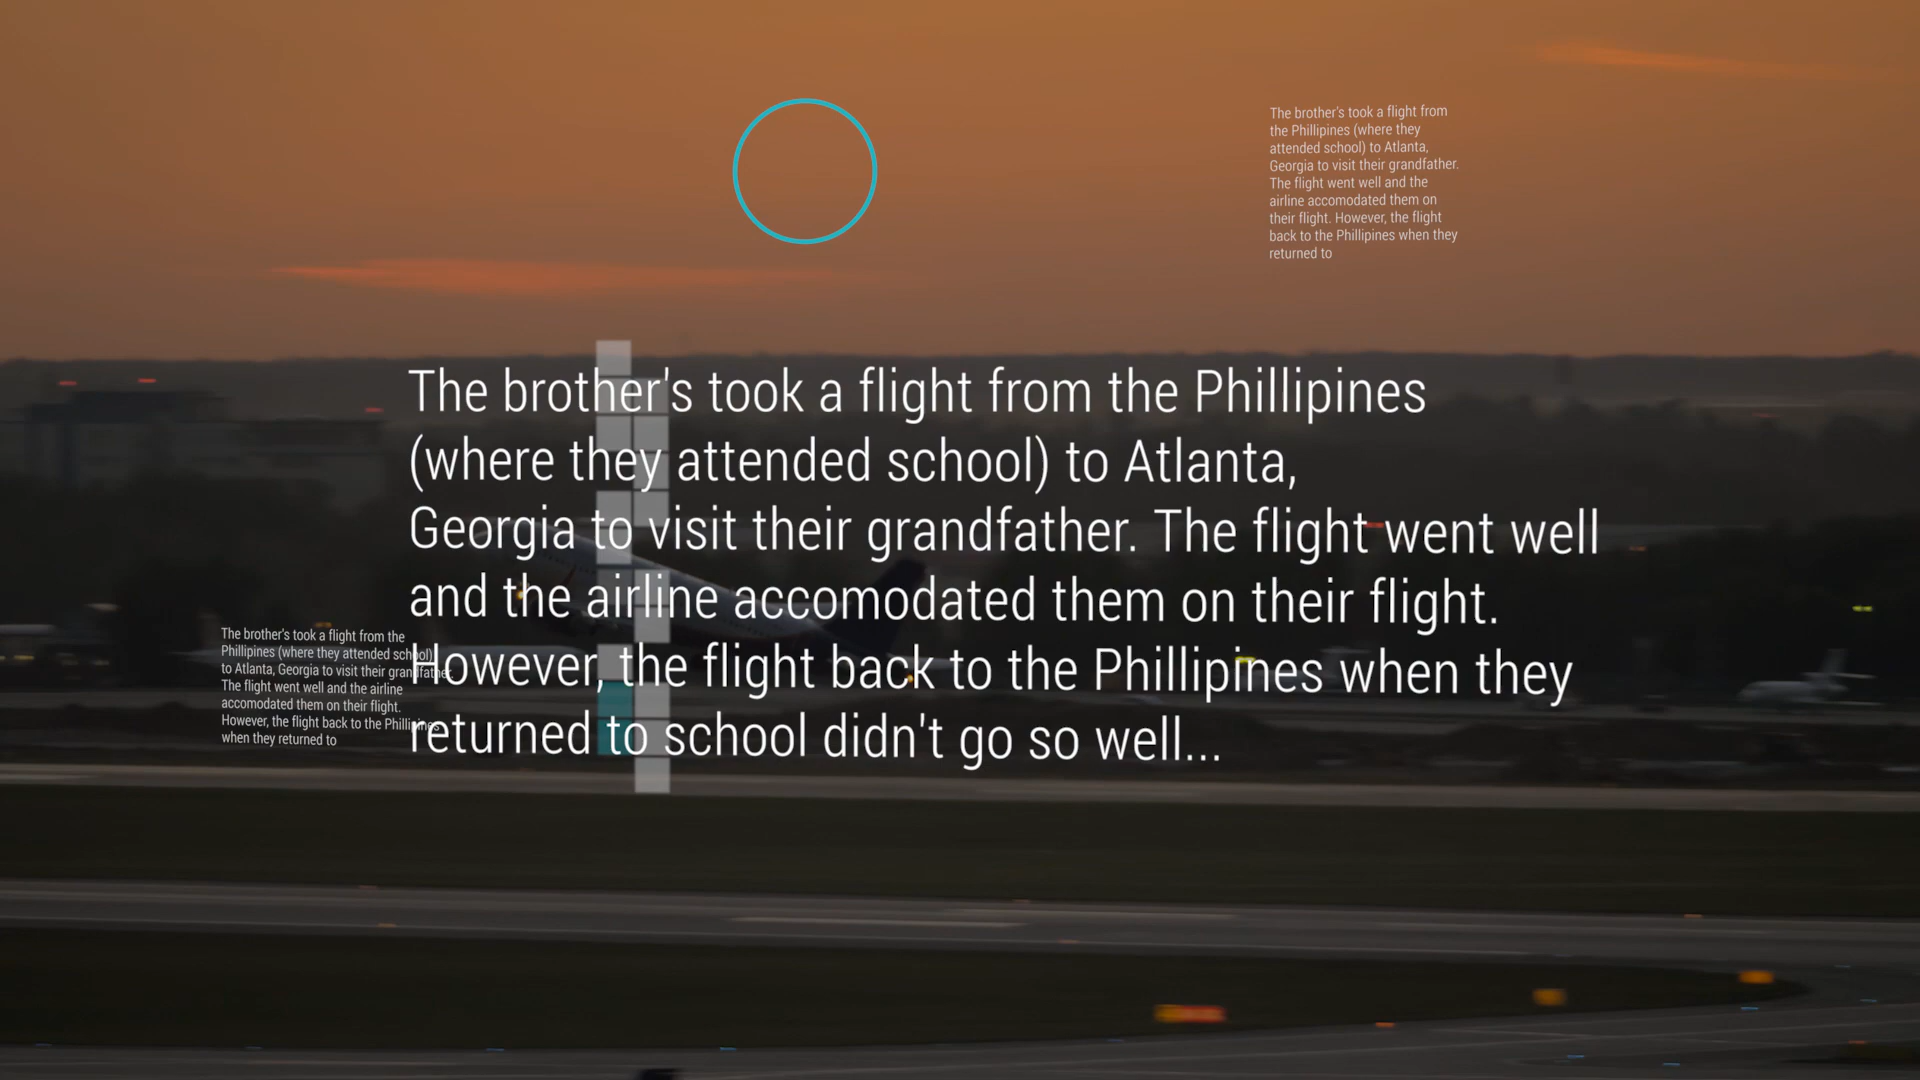 The brother's took a flight from
the Phillipines (where they
attended school) to Atlanta,
Georgia to visit their grandfather.
The flight went well and the
airline accomodated them on
their flight. However, the flight
back to the Phillipines when they
returned to
The brother's took a flight from the Phillipines
(where they attended school) to Atlanta,
Georgia to visit their grandfather. The flight went well
and the airline accomodated them on their flight.
However, the flight back to the Phillipines when they
returned to school didn't go so well...
The brother's took a flight from the
Phillipines (where they attended school)
to Atlanta, Georgia to visit their grandfather.
The flight went well and the airline
accomodated them on their flight.
However, the flight back to the Phillipines
when they returned to